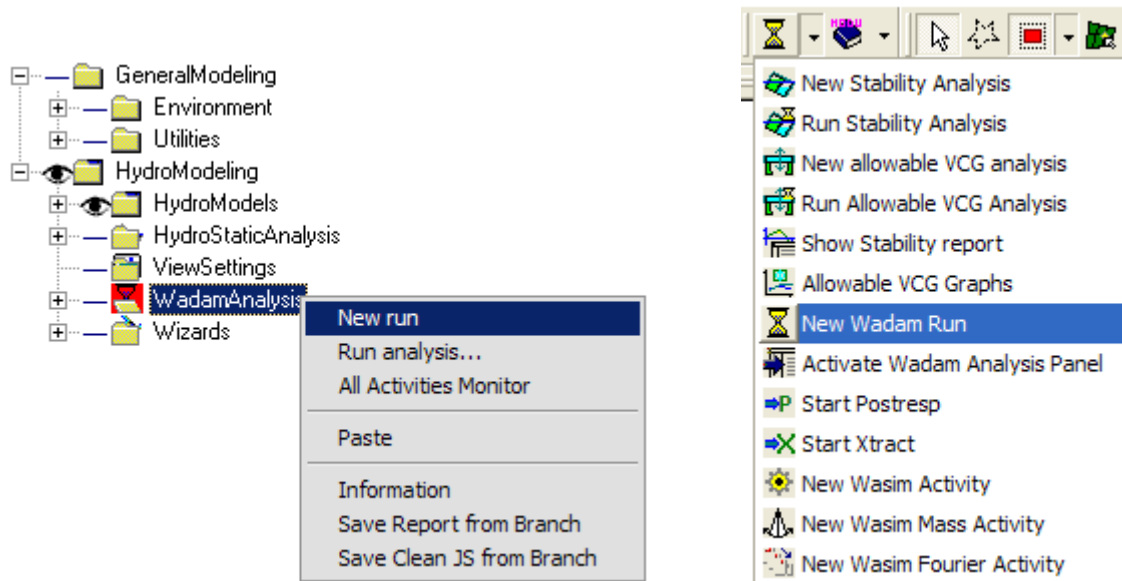 GeneralModeling
Environment
Utilities
HydroModeling
HydroModels
HydroStaticAnalysis
ViewSettings
WadamAnalysis
Wizards
New run
Run analysis...
All Activities Monitor
Paste
Information
Save Report from Branch
Save Clean JS from Branch
New Stability Analysis
Run Stability Analysis
New allowable VCG analysis
Run Allowable VCG Analysis
Show Stability report
Allowable VCG Graphs
New Wadam Run
Activate Wadam Analysis Panel
P Start Postresp
X Start Xtract
New Wasim Activity
New Wasim Mass Activity
New Wasim Fourier Activity